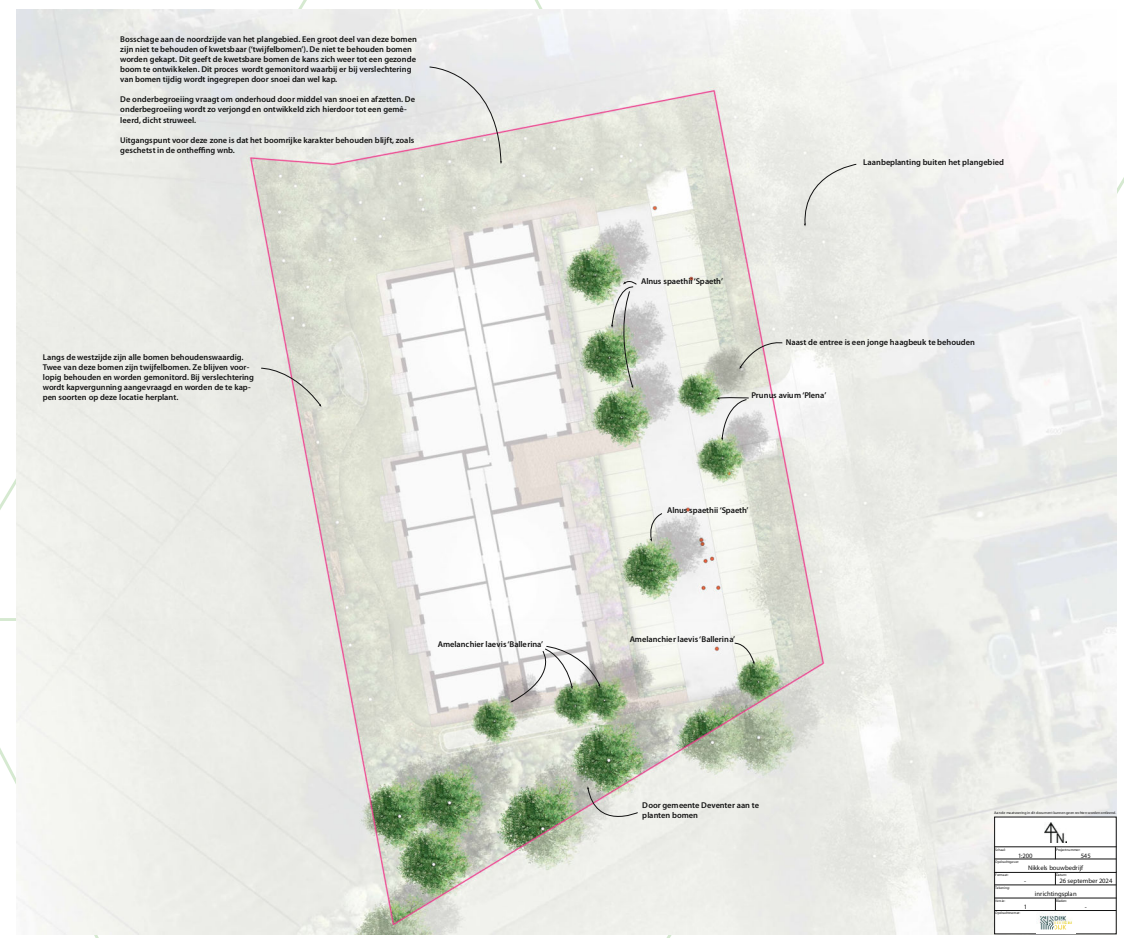 Bosschage aan de noordzijde van het plangebied. Een groot deel van deze bomen
zijn niet te behouden of kwetsbaar ('twijfelbomen'). De niet te behouden bomen
worden gekapt. Dit geeft de kwetsbare bomen de kans zich weer tot een gezonde
boom te ontwikkelen. Dit proces wordt gemonitord waarbij er bij verslechtering
van bomen tijdig wordt ingegrepen door snoei dan wel kap.
De onderbegroeiing vraagt om onderhoud door middel van snoei en afzetten. De
onderbegroeiing wordt zo verjongd en ontwikkeld zich hierdoor tot een gemê-
leerd, dicht struweel.
Uitgangspunt voor deze zone is dat het boomrijke karakter behouden blijft, zoals
geschetst in de ontheffing wnb.
Laanbeplanting buiten het plangebied
Alnus spaethii 'Spaeth'
Naast de entree is een jonge haagbeuk te behouden
Langs de westzijde zijn alle bomen behoudenswaardig.
Twee van deze bomen zijn twijfelbomen. Ze blijven voor-
lopig behouden en worden gemonitord. Bij verslechtering
wordt kapvergunning aangevraagd en worden de te kap-
pen soorten op deze locatie herplant.
Prunus avium 'Plena'
Alnus spaethii 'Spaeth'
Amelanchier laevis 'Ballerina'
Amelanchier laevis 'Ballerina'
Door gemeente Deventer aan te
planten bomen
N.
Schaal
Projectnummer
1:200
545
Opdrachtgever
Nikkels bouwbedrijf
Formaat
Datum
-
26 september 2024
Tekening
inrichtingsplan
1
-
DIJK